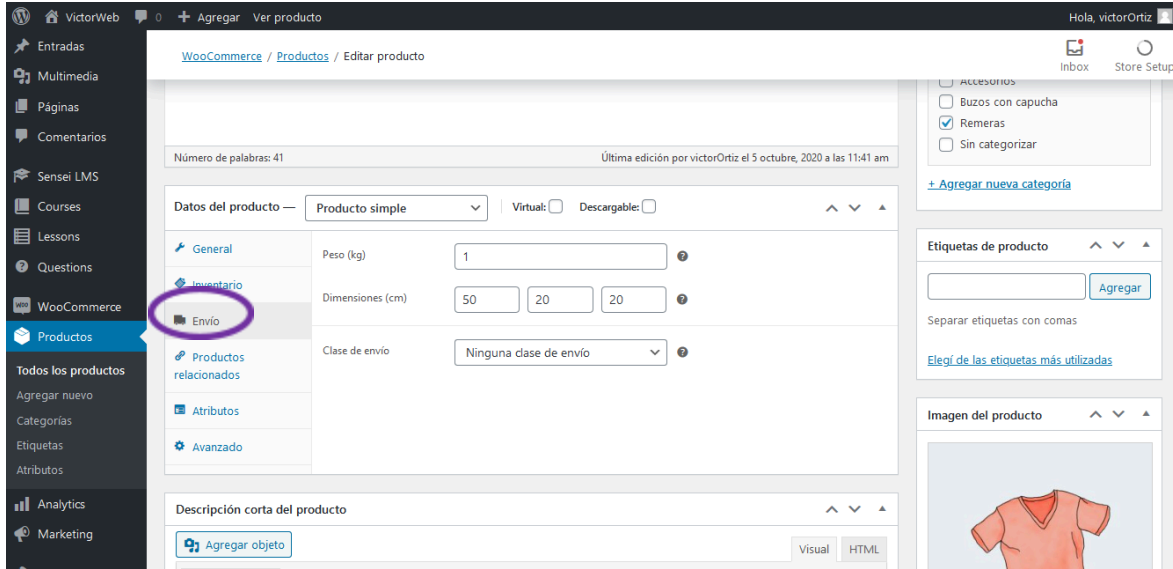 VictorWeb 0 Agregar Ver producto Hola, victorOrtiz
Entradas
Multimedia
Páginas
Comentarios
Sensei LMS
Courses
Lessons
Questions
WooCommerce
Productos
Todos los productos
Agregar nuevo
Categorías
Etiquetas
Atributos
Analytics
Marketing
WooCommerce / Productos / Editar producto
Inbox
Store Setup
Número de palabras: 41
Última edición por victorOrtiz el 5 octubre, 2020 a las 11:41 am
Datos del producto — Producto simple Virtual: Descargable:
General
Inventario
Envío
Productos
relacionados
Atributos
Avanzado
Peso (kg) 1
Dimensiones (cm) 50 20 20
Clase de envío Ninguna clase de envío
Descripción corta del producto
Agregar objeto
Visual HTML
Accesorios
Buzos con capucha
Remeras
Sin categorizar
+ Agregar nueva categoría
Etiquetas de producto
Agregar
Separar etiquetas con comas
Elegí de las etiquetas más utilizadas
Imagen del producto